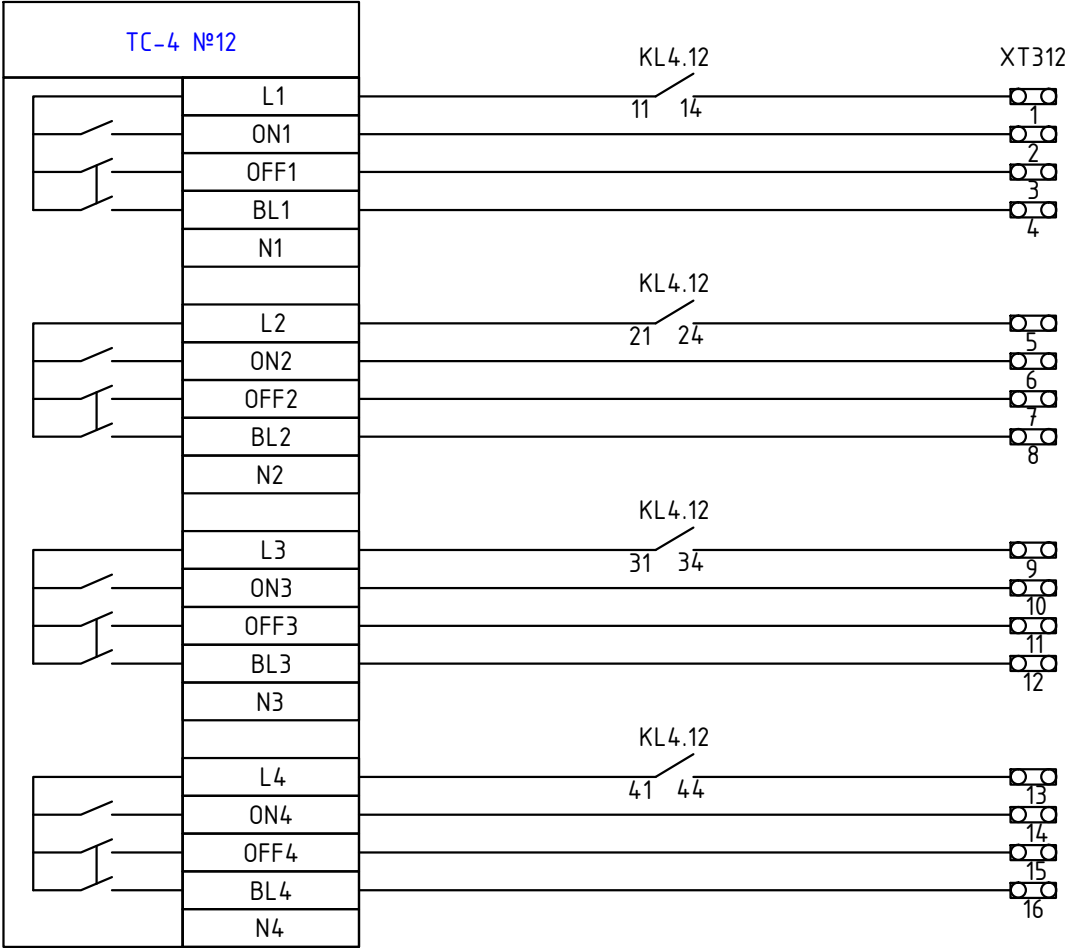 TC-4 №12
KL4.12
XT312
L1
11 14
1
ON1
2
OFF1
3
BL1
4
N1
KL4.12
L2
21 24
5
ON2
6
OFF2
7
BL2
8
N2
KL4.12
L3
31 34
9
ON3
10
OFF3
11
BL3
12
N3
KL4.12
L4
41 44
13
ON4
14
OFF4
15
BL4
16
N4